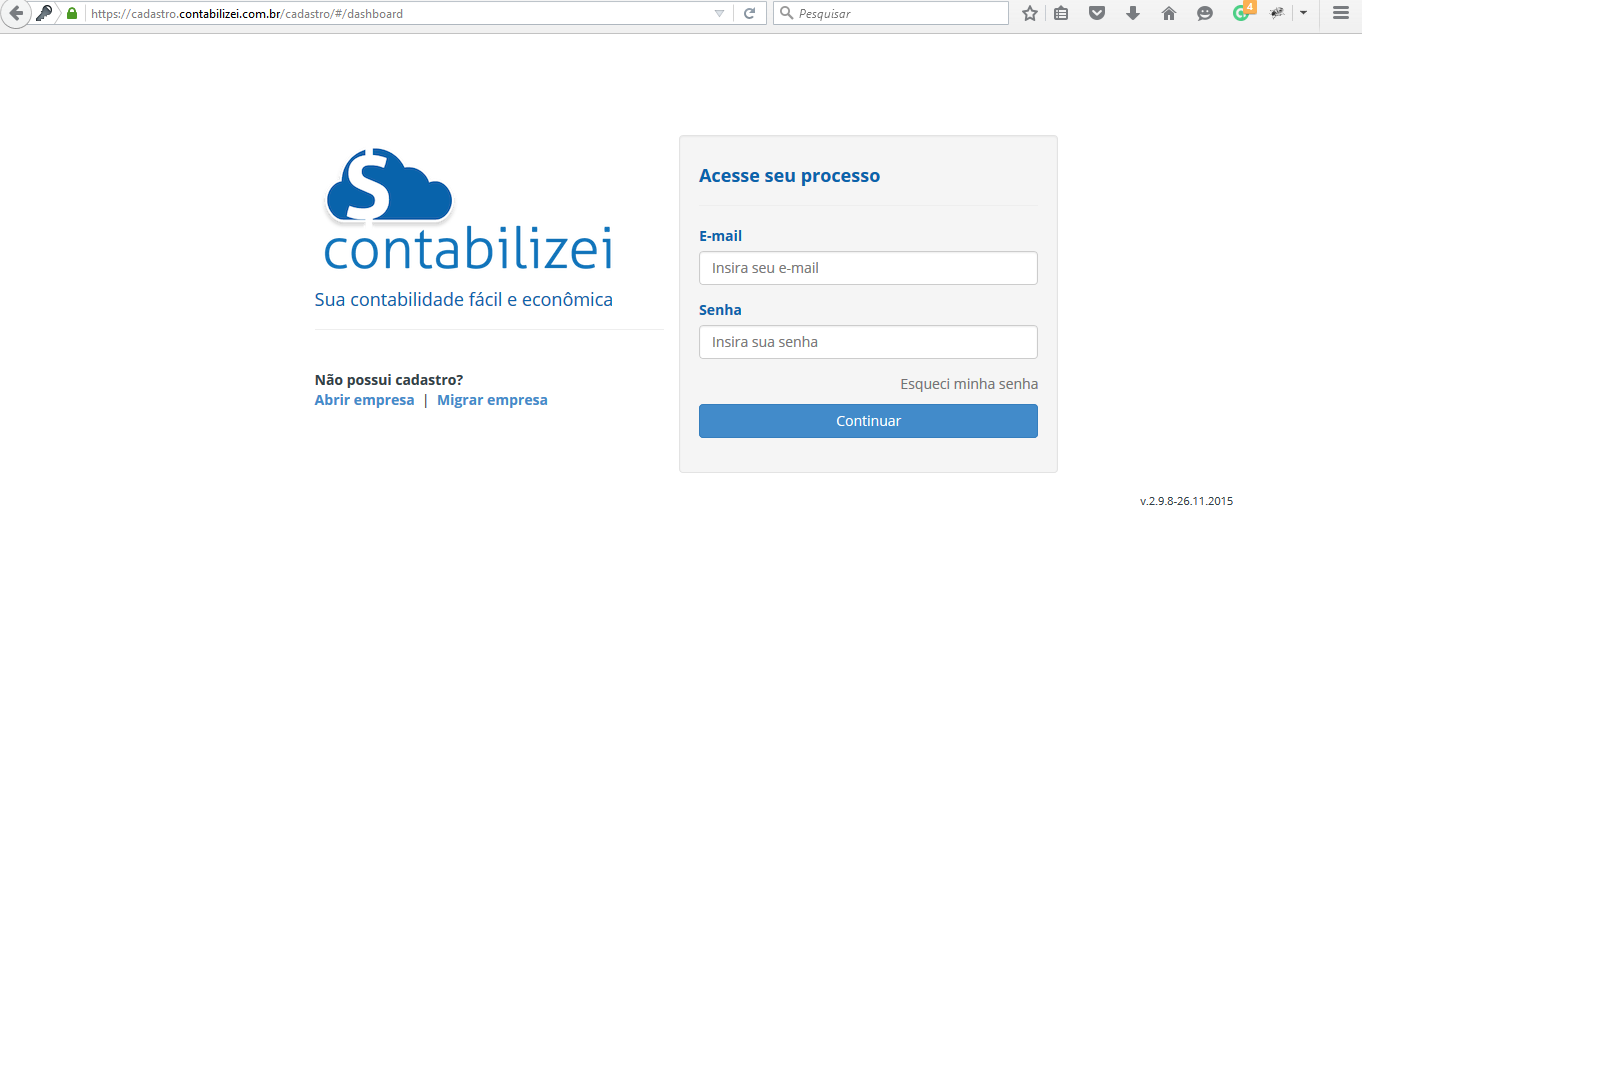 https://cadastro.contabilizei.com.br/cadastro/#/dashboard
Pesquisar
4
S
contabilizei
Sua contabilidade fácil e econômica
Não possui cadastro?
Abrir empresa | Migrar empresa
Acesse seu processo
E-mail
Insira seu e-mail
Senha
Insira sua senha
Esqueci minha senha
Continuar
v.2.9.8-26.11.2015